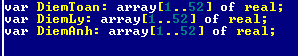 var DiemToan: array[1..52] of real;
var DiemLy: array[1..52] of real;
var DiemAnh: array[1..52] of real;